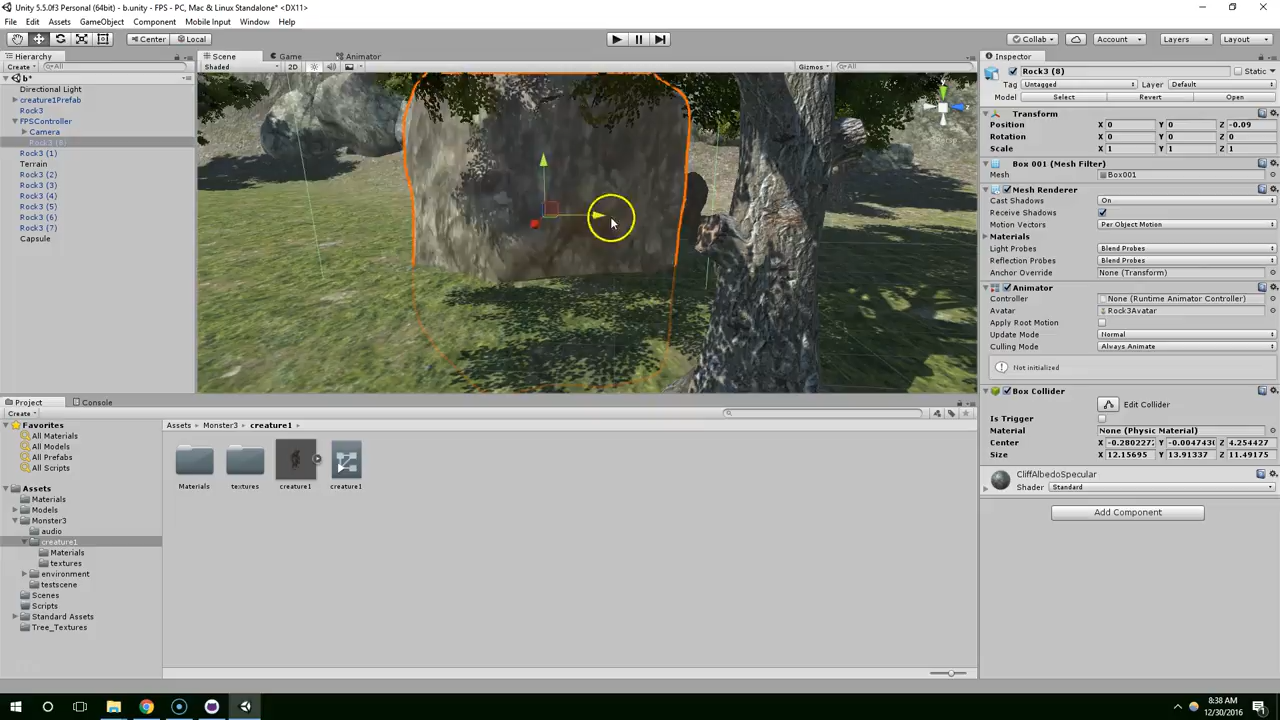 Unity 5.5.0f3 Personal (64bit) - b.unity - FPS - PC, Mac & Linux Standalone* <DX11>
File Edit Assets GameObject Component Mobile Input Window Help
Center Local
Collab Account Layers Layout
Hierarchy
Create All
b*
Directional Light
creature1Prefab
Rock3
FPSController
Camera
Rock3 (8)
Rock3 (1)
Terrain
Rock3 (2)
Rock3 (3)
Rock3 (4)
Rock3 (5)
Rock3 (6)
Rock3 (7)
Capsule
Scene Game Animator
Shaded 2D Gizmos All
Persp
Inspector
Rock3 (8) Static
Tag Untagged Layer Default
Model Select Revert Open
Transform
Position X 0 Y 0 Z -0.09
Rotation X 0 Y 0 Z 0
Scale X 1 Y 1 Z 1
Box 001 (Mesh Filter)
Mesh Box001
Mesh Renderer
Cast Shadows On
Receive Shadows
Motion Vectors Per Object Motion
Materials
Light Probes Blend Probes
Reflection Probes Blend Probes
Anchor Override None (Transform)
Animator
Controller None (Runtime Animator Controller)
Avatar Rock3Avatar
Apply Root Motion
Update Mode Normal
Culling Mode Always Animate
Not initialized
Box Collider
Edit Collider
Is Trigger
Material None (Physic Material)
Center X -0.280227 Y -0.004743 Z 4.254427
Size X 12.15695 Y 13.91337 Z 11.49175
CliffAlbedoSpecular
Shader Standard
Add Component
Project Console
Create
Favorites
All Materials
All Models
All Prefabs
All Scripts
Assets
Materials
Models
Monster3
audio
creature1
Materials
textures
environment
testscene
Scenes
Scripts
Standard Assets
Tree_Textures
Assets Monster3 creature1
Materials textures creature1 creature1
8:38 AM
12/30/2016